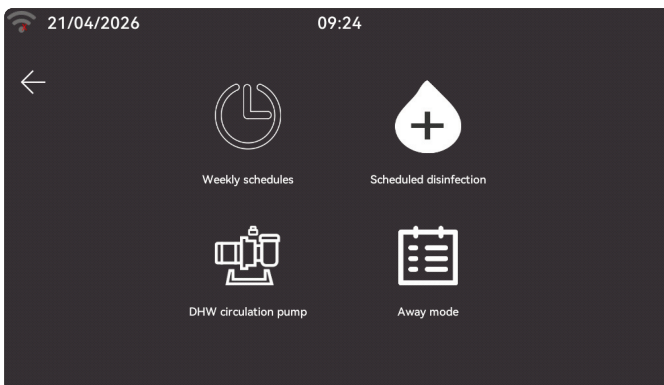 21/04/2026 09:24
Weekly schedules Scheduled disinfection
DHW circulation pump Away mode